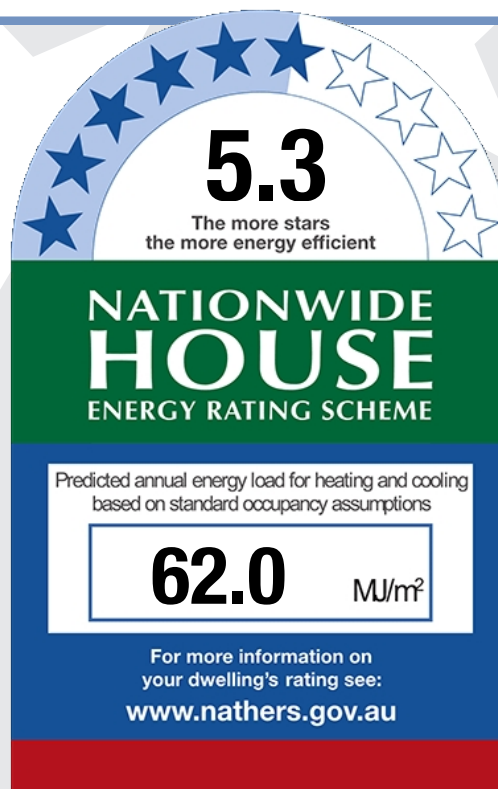 5.3
The more stars
the more energy efficient
NATIONWIDE
HOUSE
ENERGY RATING SCHEME
Predicted annual energy load for heating and cooling
based on standard occupancy assumptions
62.0 MJ/m²
For more information on
your dwelling's rating see:
www.nathers.gov.au